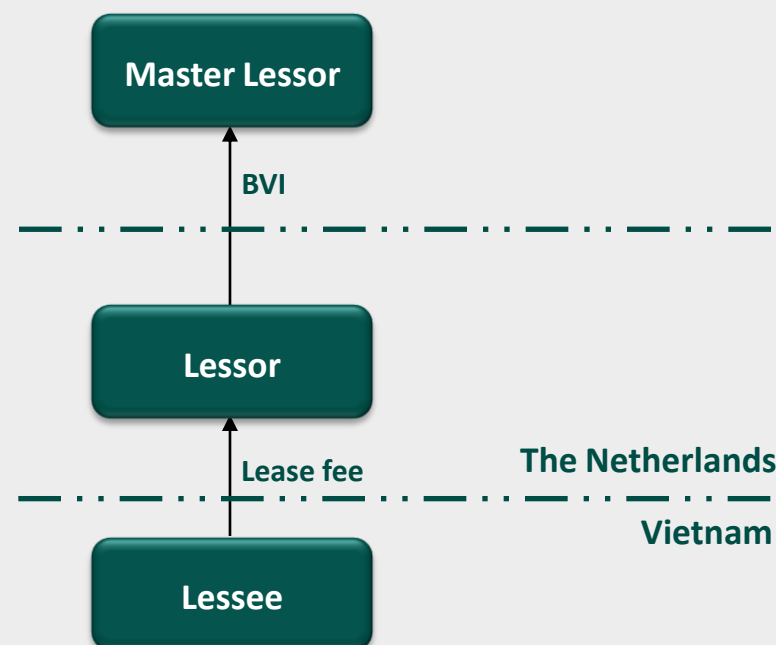 Master Lessor
BVI
Lessor
Lease fee
The Netherlands
Vietnam
Lessee